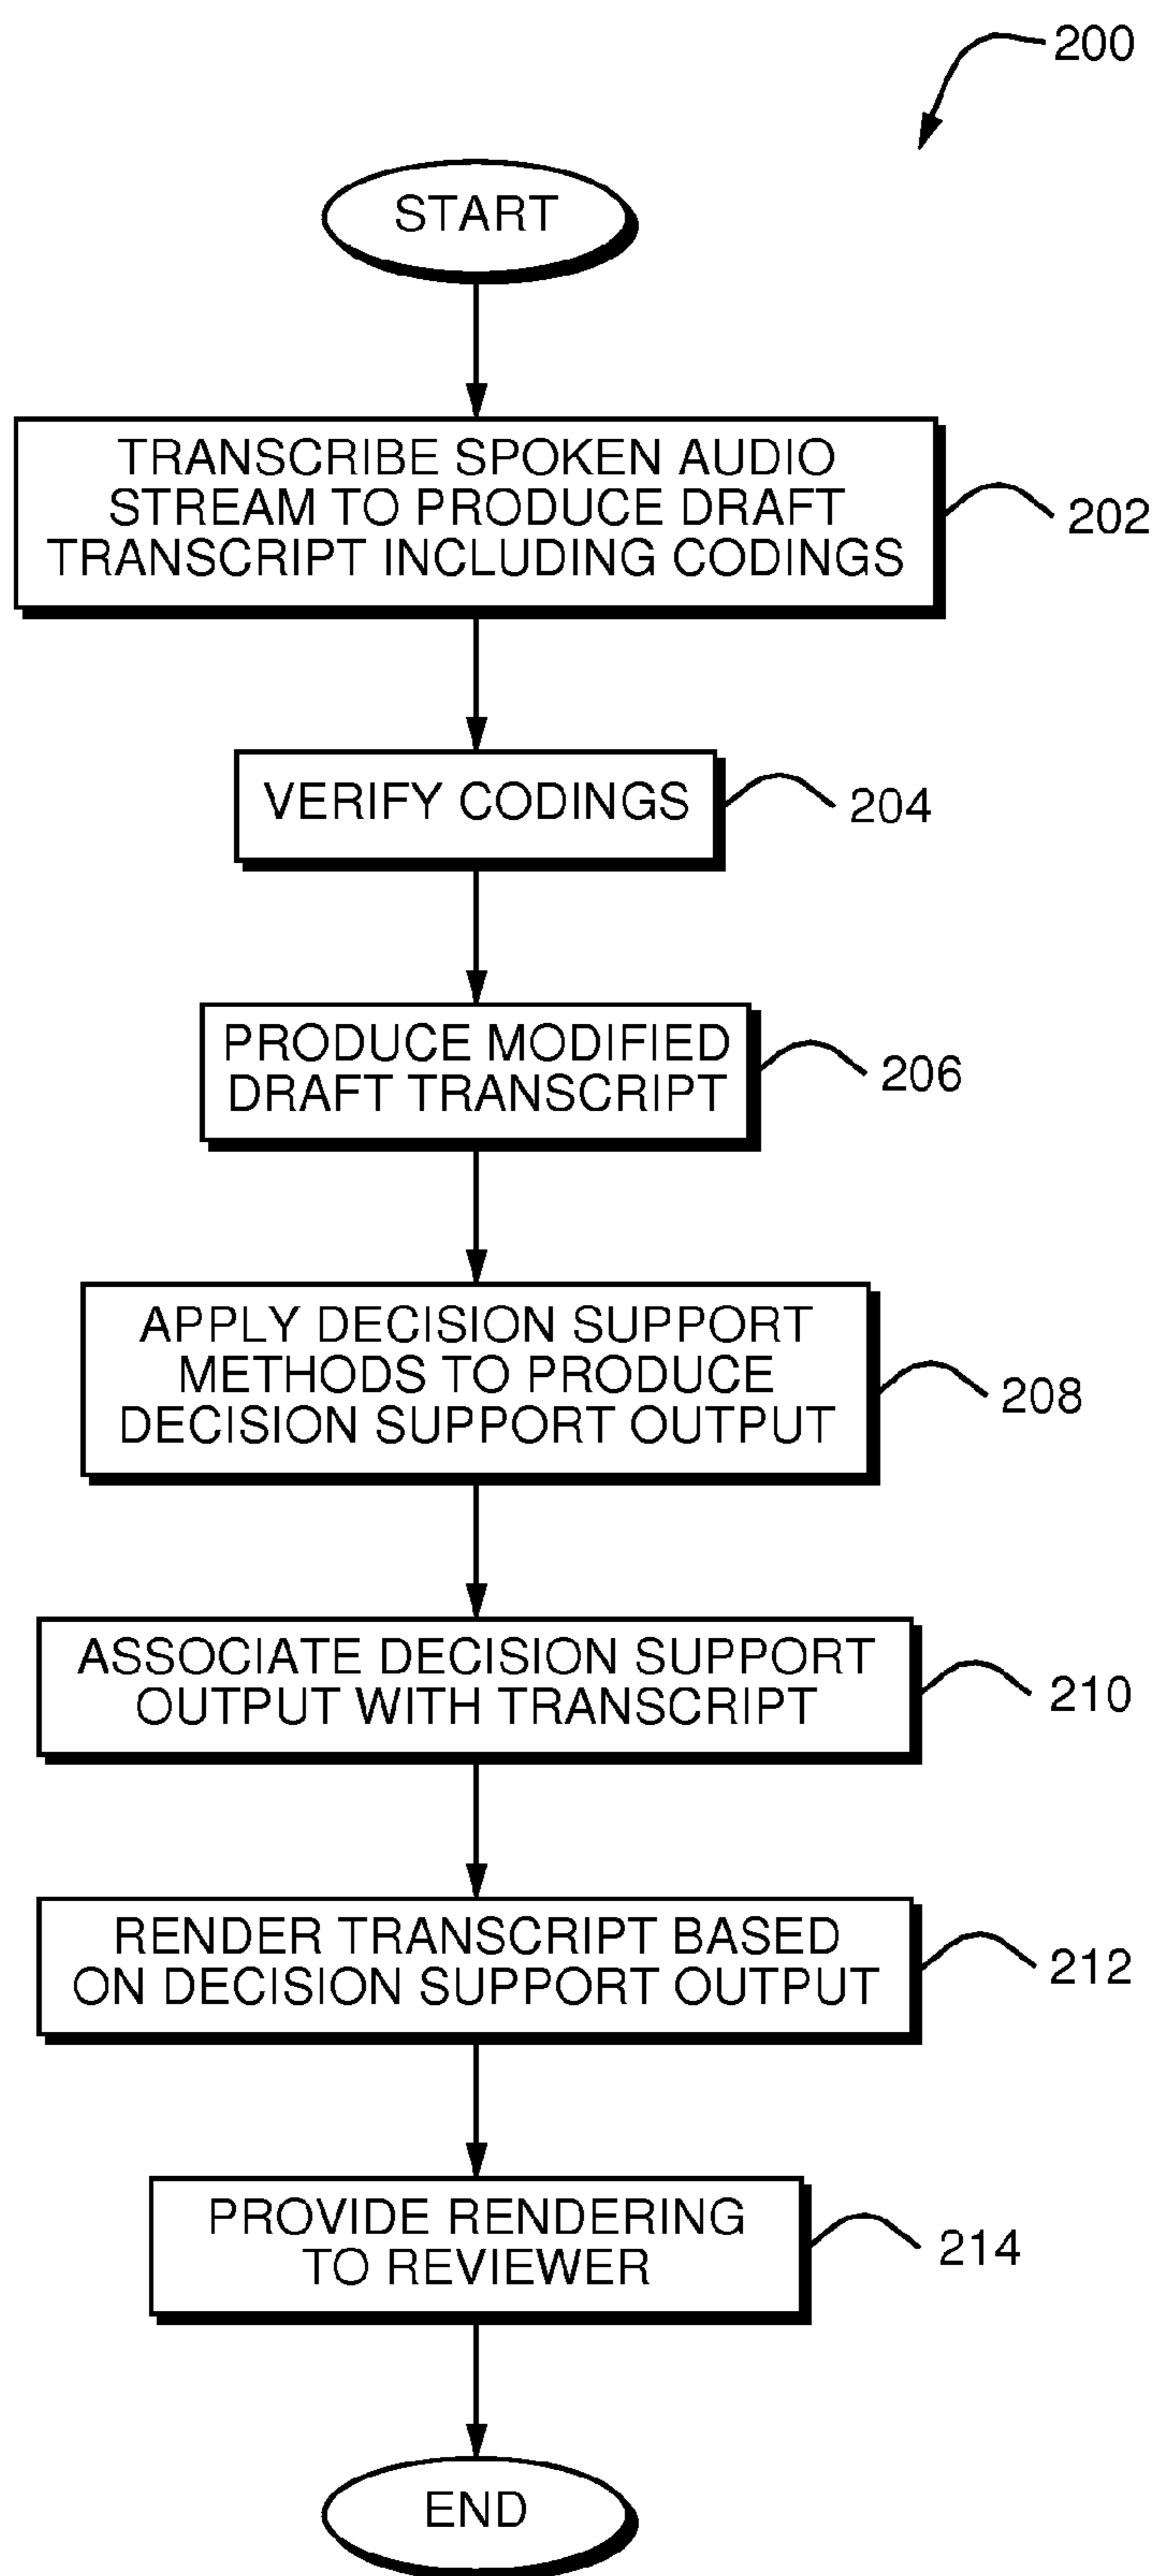 200
START
TRANSCRIBE SPOKEN AUDIO
STREAM TO PRODUCE DRAFT
TRANSCRIPT INCLUDING CODINGS
202
VERIFY CODINGS
204
PRODUCE MODIFIED
DRAFT TRANSCRIPT
206
APPLY DECISION SUPPORT
METHODS TO PRODUCE
DECISION SUPPORT OUTPUT
208
ASSOCIATE DECISION SUPPORT
OUTPUT WITH TRANSCRIPT
210
RENDER TRANSCRIPT BASED
ON DECISION SUPPORT OUTPUT
212
PROVIDE RENDERING
TO REVIEWER
214
END